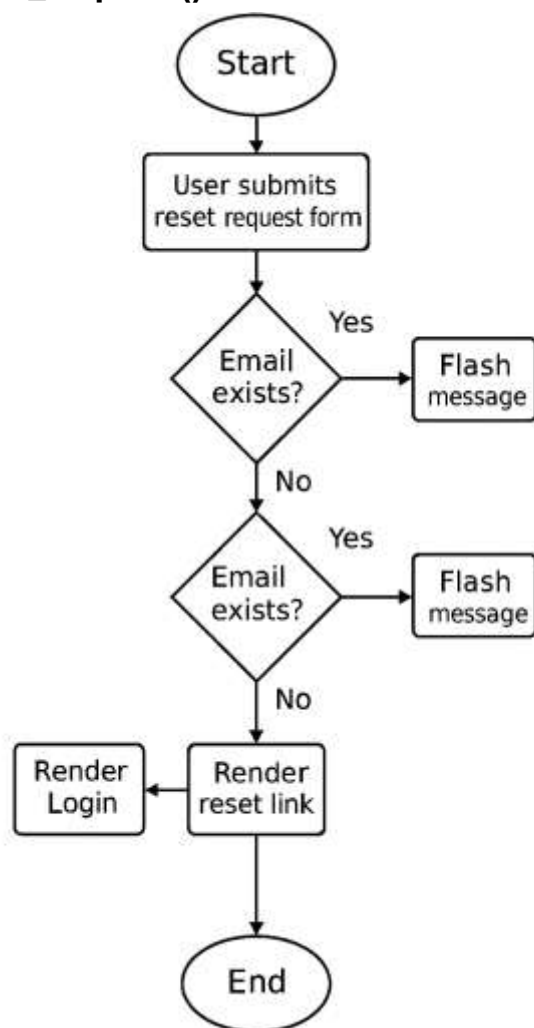 Start
User submits
reset request form
Yes
Email
exists?
Flash
message
No
Yes
Email
exists?
Flash
message
No
Render
Login
Render
reset link
End